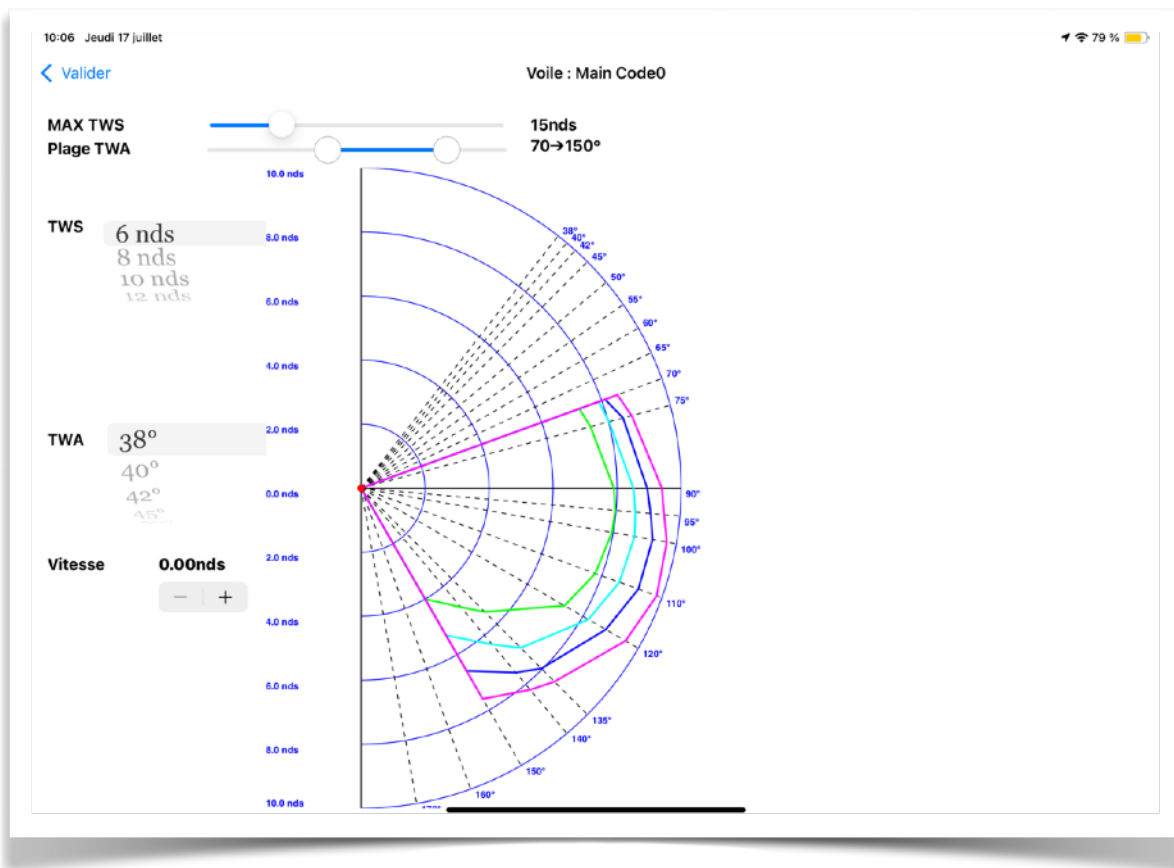 10:06 Jeudi 17 juillet
79 %
Valider
Voile : Main Code0
MAX TWS
15nds
Plage TWA
70→150°
10.0 nds
TWS
6 nds
8 nds
10 nds
12 nds
8.0 nds
6.0 nds
4.0 nds
TWA
38°
40°
42°
45°
2.0 nds
0.0 nds
Vitesse
0.00nds
− +
2.0 nds
4.0 nds
6.0 nds
8.0 nds
10.0 nds
38°
40°
42°
45°
50°
55°
60°
65°
70°
75°
90°
95°
100°
110°
120°
135°
140°
150°
160°